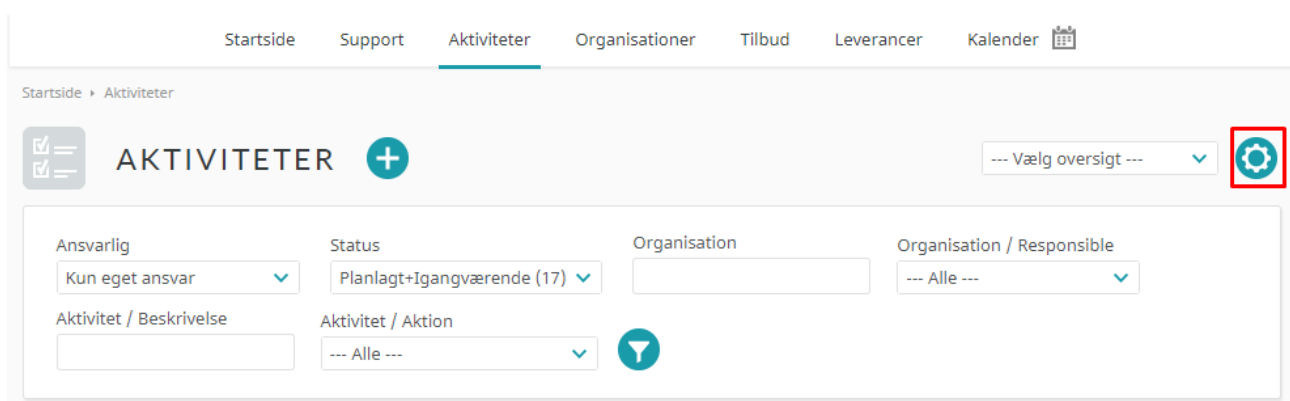 Startside Support Aktiviteter Organisationer Tilbud Leverancer Kalender
Startside ▸ Aktiviteter
AKTIVITETER
--- Vælg oversigt ---
Ansvarlig Status Organisation Organisation / Responsible
Kun eget ansvar Planlagt+Igangværende (17) --- Alle ---
Aktivitet / Beskrivelse Aktivitet / Aktion
--- Alle ---